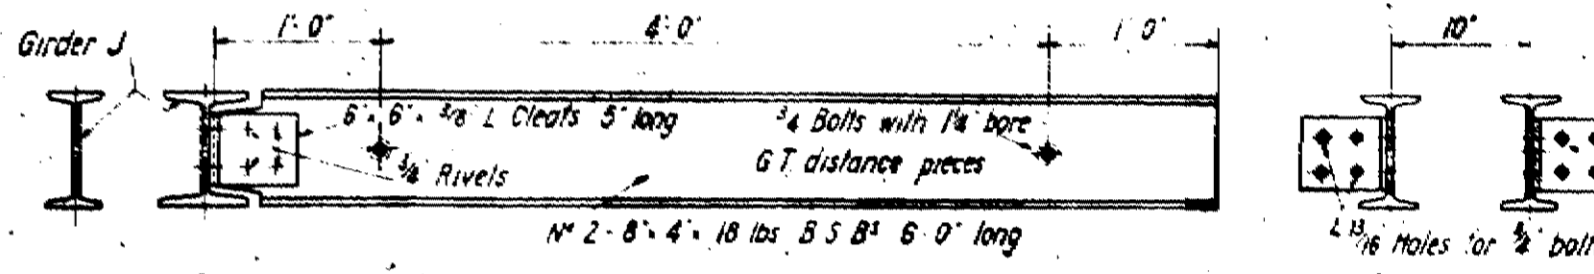 1'-0"
4'-0"
1'-0"
10"
Girder J
6" × 6" × 3/8 L Cleats 5" long
3/4 Bolts with 1 1/4" bore
G T distance pieces
3/4 Rivets
Nº 2 - 8" × 4" × 18 lbs B S Bs 6'-0" long
13/16 Holes for 3/4" bolt